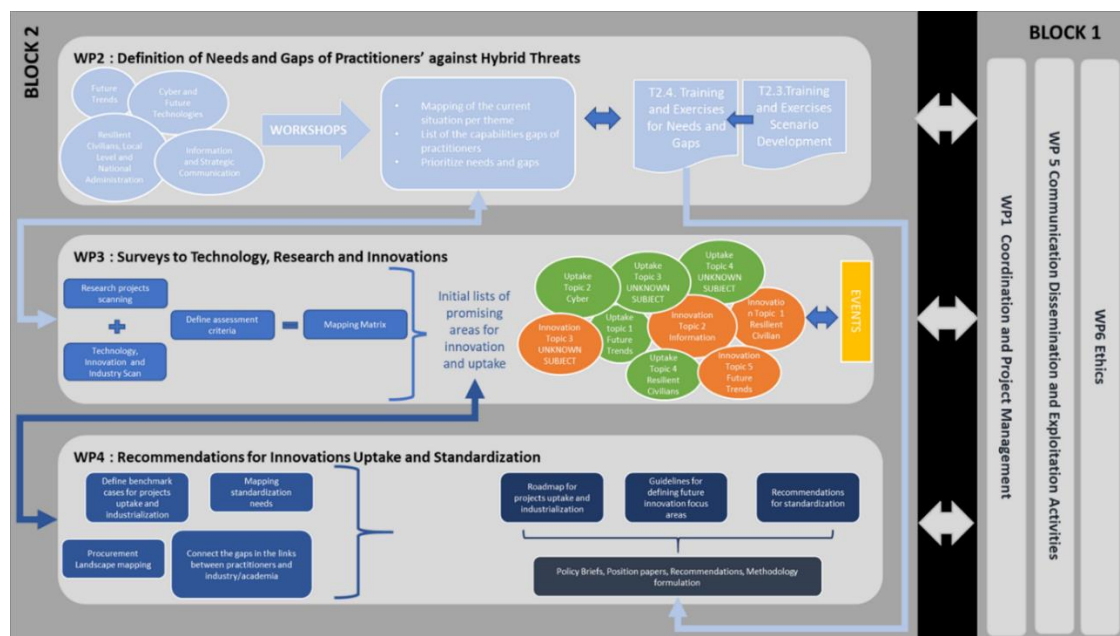 BLOCK 2
WP2 : Definition of Needs and Gaps of Practitioners' against Hybrid Threats
Future
Trends
Cyber and
Future
Technologies
Resilient
Civilians, Local
Level and
National
Administration
Information
and Strategic
Communication
WORKSHOPS
• Mapping of the current
situation per theme
• List of the capabilities gaps of
practitioners
• Prioritize needs and gaps
T2.4. Training
and Exercises
for Needs and
Gaps
T2.3.Training
and Exercises
Scenario
Development
WP3 : Surveys to Technology, Research and Innovations
Research projects
scanning
Technology,
Innovation and
Industry Scan
Define assessment
criteria
Mapping Matrix
Initial lists of
promising
areas for
innovation
and uptake
Uptake
Topic 2
Cyber
Uptake
Topic 3
UNKNOWN
SUBJECT
Uptake
Topic 4
UNKNOWN
SUBJECT
Innovation
Topic 3
UNKNOWN
SUBJECT
Uptake
topic 1
Future
Trends
Innovation
Topic 2
Information
Innovatio
n Topic 1
Resilient
Civilian
Uptake
Topic 4
Resilient
Civilians
Innovation
Topic 5
Future
Trends
EVENTS
WP4 : Recommendations for Innovations Uptake and Standardization
Define benchmark
cases for projects
uptake and
industrialization
Mapping
standardization
needs
Procurement
Landscape mapping
Connect the gaps in the links
between practitioners and
industry/academia
Roadmap for
projects uptake and
industrialization
Guidelines for
defining future
innovation focus
areas
Recommendations
for standardization
Policy Briefs, Position papers, Recommendations, Methodology
formulation
BLOCK 1
WP1 Coordination and Project Management
WP 5 Communication Dissemination and Exploitation Activities
WP6 Ethics